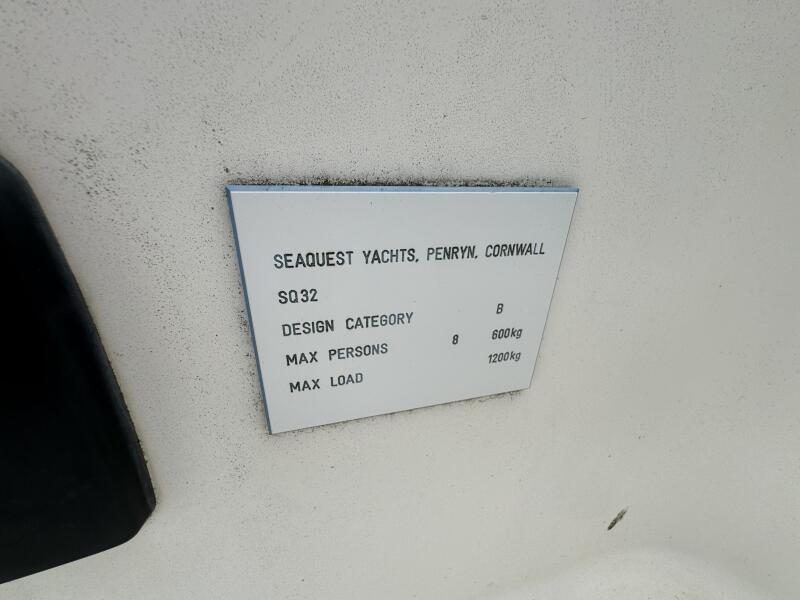 SEAQUEST YACHTS, PENRYN, CORNWALL
SQ32
DESIGN CATEGORY B
MAX PERSONS 8 600kg
MAX LOAD 1200kg